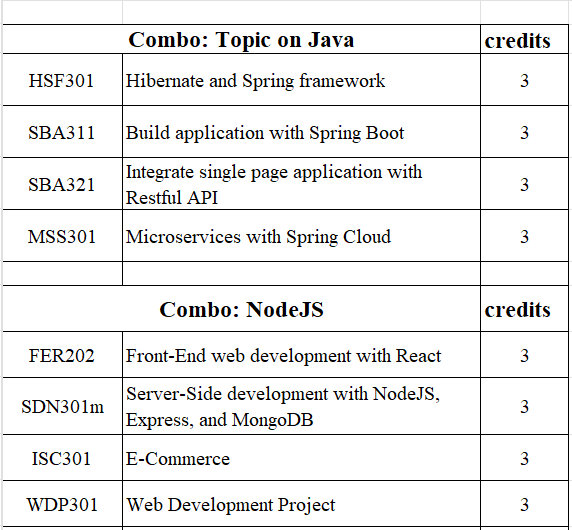 Combo: Topic on Java credits
HSF301 Hibernate and Spring framework 3
SBA311 Build application with Spring Boot 3
SBA321 Integrate single page application with
Restful API 3
MSS301 Microservices with Spring Cloud 3
Combo: NodeJS credits
FER202 Front-End web development with React 3
SDN301m Server-Side development with NodeJS,
Express, and MongoDB 3
ISC301 E-Commerce 3
WDP301 Web Development Project 3